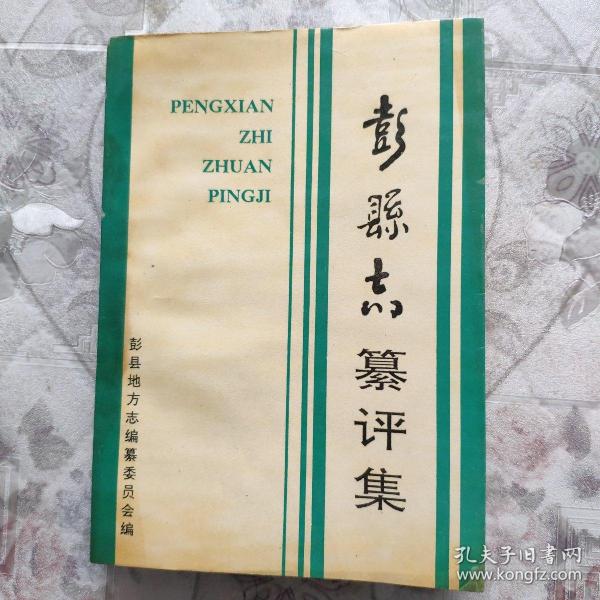 PENGXIAN
ZHI
ZHUAN
PINGJI
彭縣志纂评集
彭县地方志编纂委员会编
孔夫子旧书网
www.kongfz.com